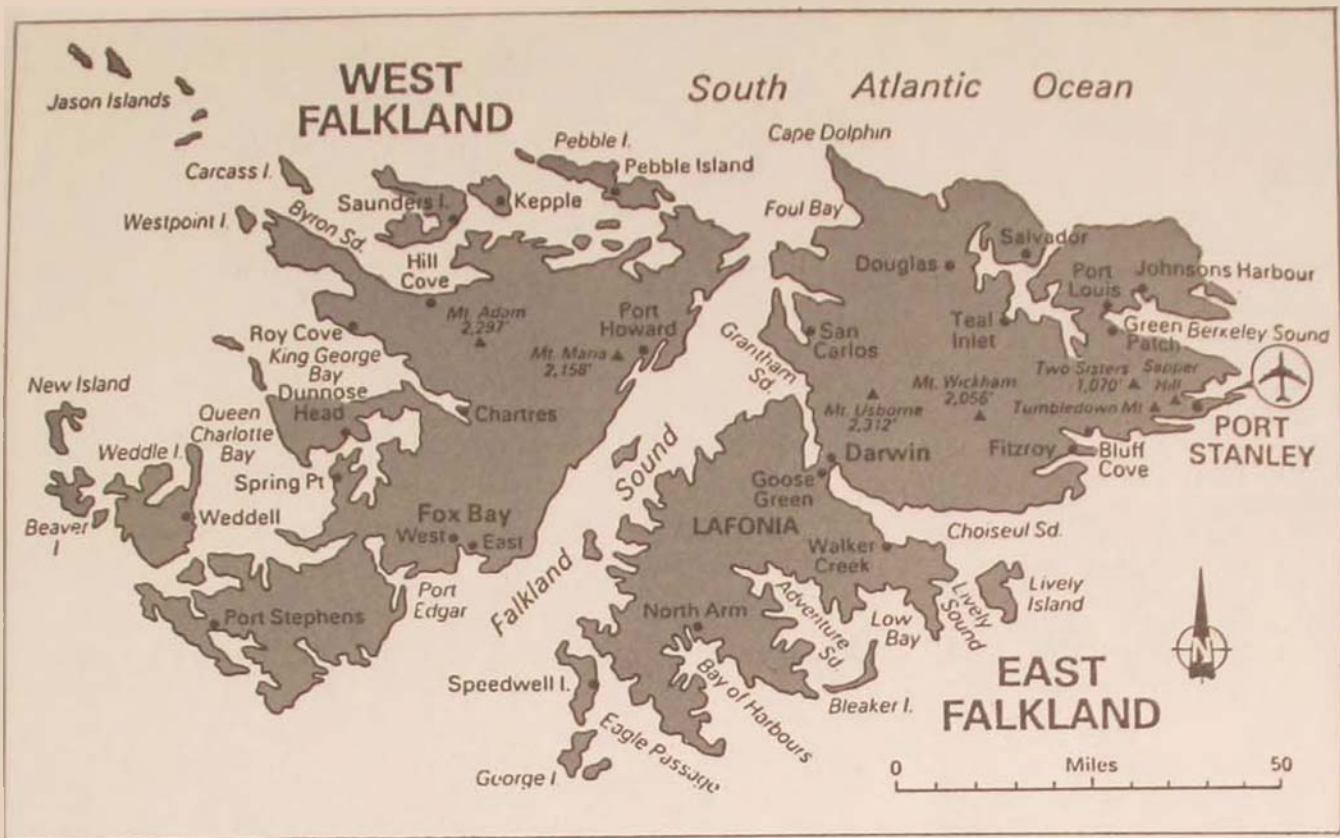 WEST
FALKLAND
South Atlantic Ocean
Jason Islands
Carcass I.
Westpoint I.
Byron Sd.
Saunders I.
Kepple
Pebble I.
Pebble Island
Cape Dolphin
Foul Bay
Salvador
Douglas
Port
Louis
Johnsons Harbour
Hill
Cove
Mt. Adam
2,297'
Port
Howard
Mt. Maria
2,158'
Roy Cove
King George
Bay
Dunnose
Head
Chartres
New Island
Queen
Charlotte
Bay
Weddle I.
Spring Pt
Weddell
Beaver
I
Fox Bay
West
East
Port
Edgar
Port Stephens
Falkland Sound
Grantham
Sd.
San
Carlos
Teal
Inlet
Green
Patch
Berkeley Sound
Two Sisters
1,070'
Sapper
Hill
Mt. Wickham
2,056'
Mt. Usborne
2,312'
Tumbledown Mt
PORT
STANLEY
Fitzroy
Bluff
Cove
Darwin
Goose
Green
LAFONIA
Choiseul Sd.
Walker
Creek
Lively
Sound
Lively
Island
North Arm
Adventure
Sd
Low
Bay
Bay of Harbours
Bleaker I.
Speedwell I.
Eagle Passage
George I
EAST
FALKLAND
N
0 Miles 50